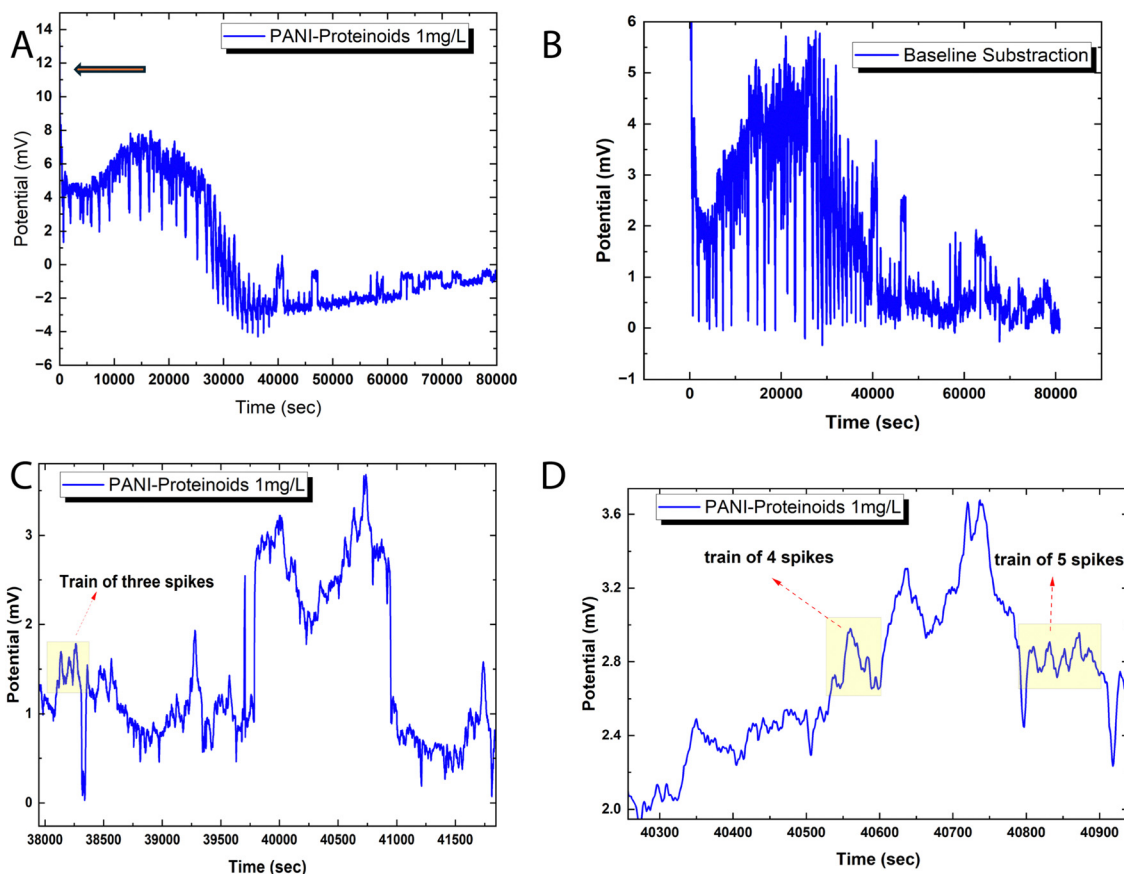 A
PANI-Proteinoids 1mg/L
Potential (mV)
14
12
10
8
6
4
2
0
−2
−4
−6
0 10000 20000 30000 40000 50000 60000 70000 80000
Time (sec)
B
Baseline Substraction
Potential (mV)
6
5
4
3
2
1
0
−1
0 20000 40000 60000 80000
Time (sec)
C
PANI-Proteinoids 1mg/L
Train of three spikes
Potential (mV)
3
2
1
0
38000 38500 39000 39500 40000 40500 41000 41500
Time (sec)
D
PANI-Proteinoids 1mg/L
train of 4 spikes
train of 5 spikes
Potential (mV)
3.6
3.2
2.8
2.4
2.0
40300 40400 40500 40600 40700 40800 40900
Time (sec)